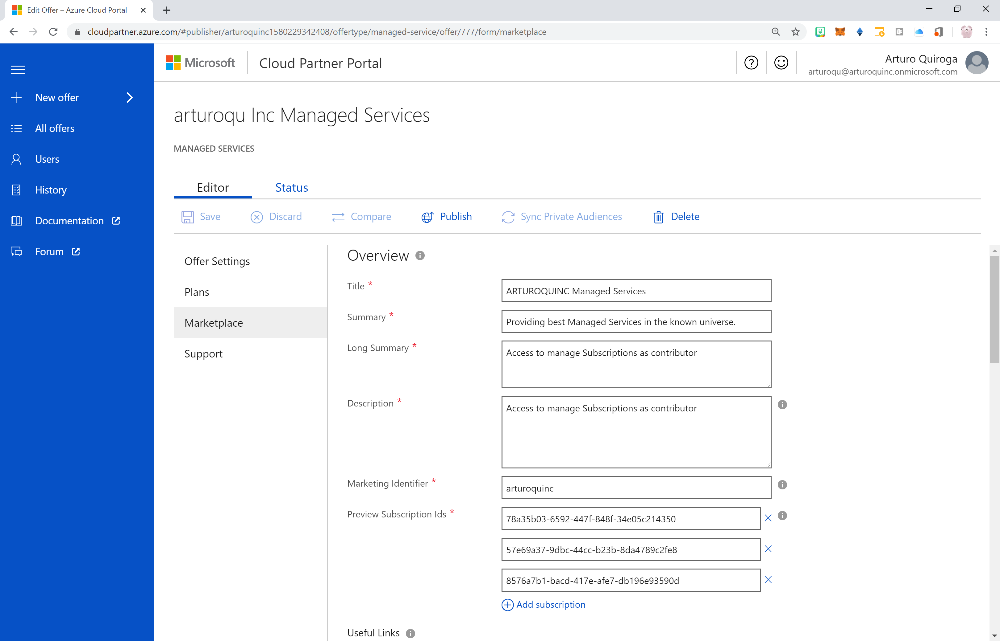 Edit Offer – Azure Cloud Portal
cloudpartner.azure.com/#publisher/arturoquinc1580229342408/offertype/managed-service/offer/777/form/marketplace
Microsoft
Cloud Partner Portal
Arturo Quiroga
arturoqu@arturoquinc.onmicrosoft.com
New offer
All offers
Users
History
Documentation
Forum
arturoqu Inc Managed Services
MANAGED SERVICES
Editor
Status
Save
Discard
Compare
Publish
Sync Private Audiences
Delete
Offer Settings
Plans
Marketplace
Support
Overview
Title *
ARTUROQUINC Managed Services
Summary *
Providing best Managed Services in the known universe.
Long Summary *
Access to manage Subscriptions as contributor
Description *
Access to manage Subscriptions as contributor
Marketing Identifier *
arturoquinc
Preview Subscription Ids *
78a35b03-6592-447f-848f-34e05c214350
57e69a37-9dbc-44cc-b23b-8da4789c2fe8
8576a7b1-bacd-417e-afe7-db196e93590d
Add subscription
Useful Links